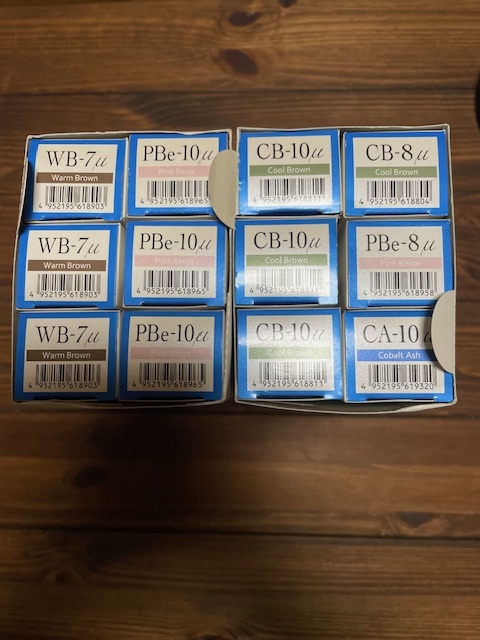 WB-7μ
Warm Brown
4 952195 618903
PBe-10μ
Pink Beige
4 952195 618965
CB-10μ
Cool Brown
4 952195 618811
CB-8μ
Cool Brown
4 952195 618804
WB-7μ
Warm Brown
4 952195 618903
PBe-10μ
Pink Beige
4 952195 618965
CB-10μ
Cool Brown
4 952195 618811
PBe-8μ
Pink Beige
4 952195 618958
WB-7μ
Warm Brown
4 952195 618903
PBe-10μ
Pink Beige
4 952195 618965
CB-10μ
Cool Brown
4 952195 618811
CA-10
Cobalt Ash
4 952195 619320